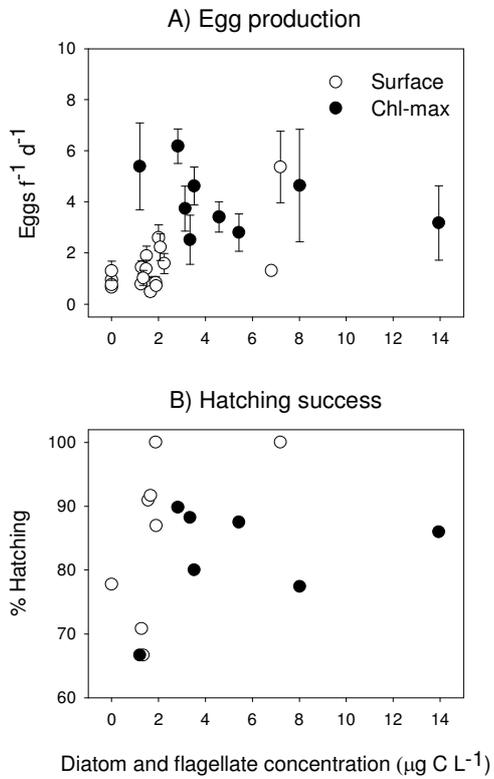 A) Egg production
10
8
6
4
2
0
Eggs f⁻¹ d⁻¹
Surface
Chl-max
0 2 4 6 8 10 12 14
B) Hatching success
100
90
80
70
60
% Hatching
0 2 4 6 8 10 12 14
Diatom and flagellate concentration (µg C L⁻¹)